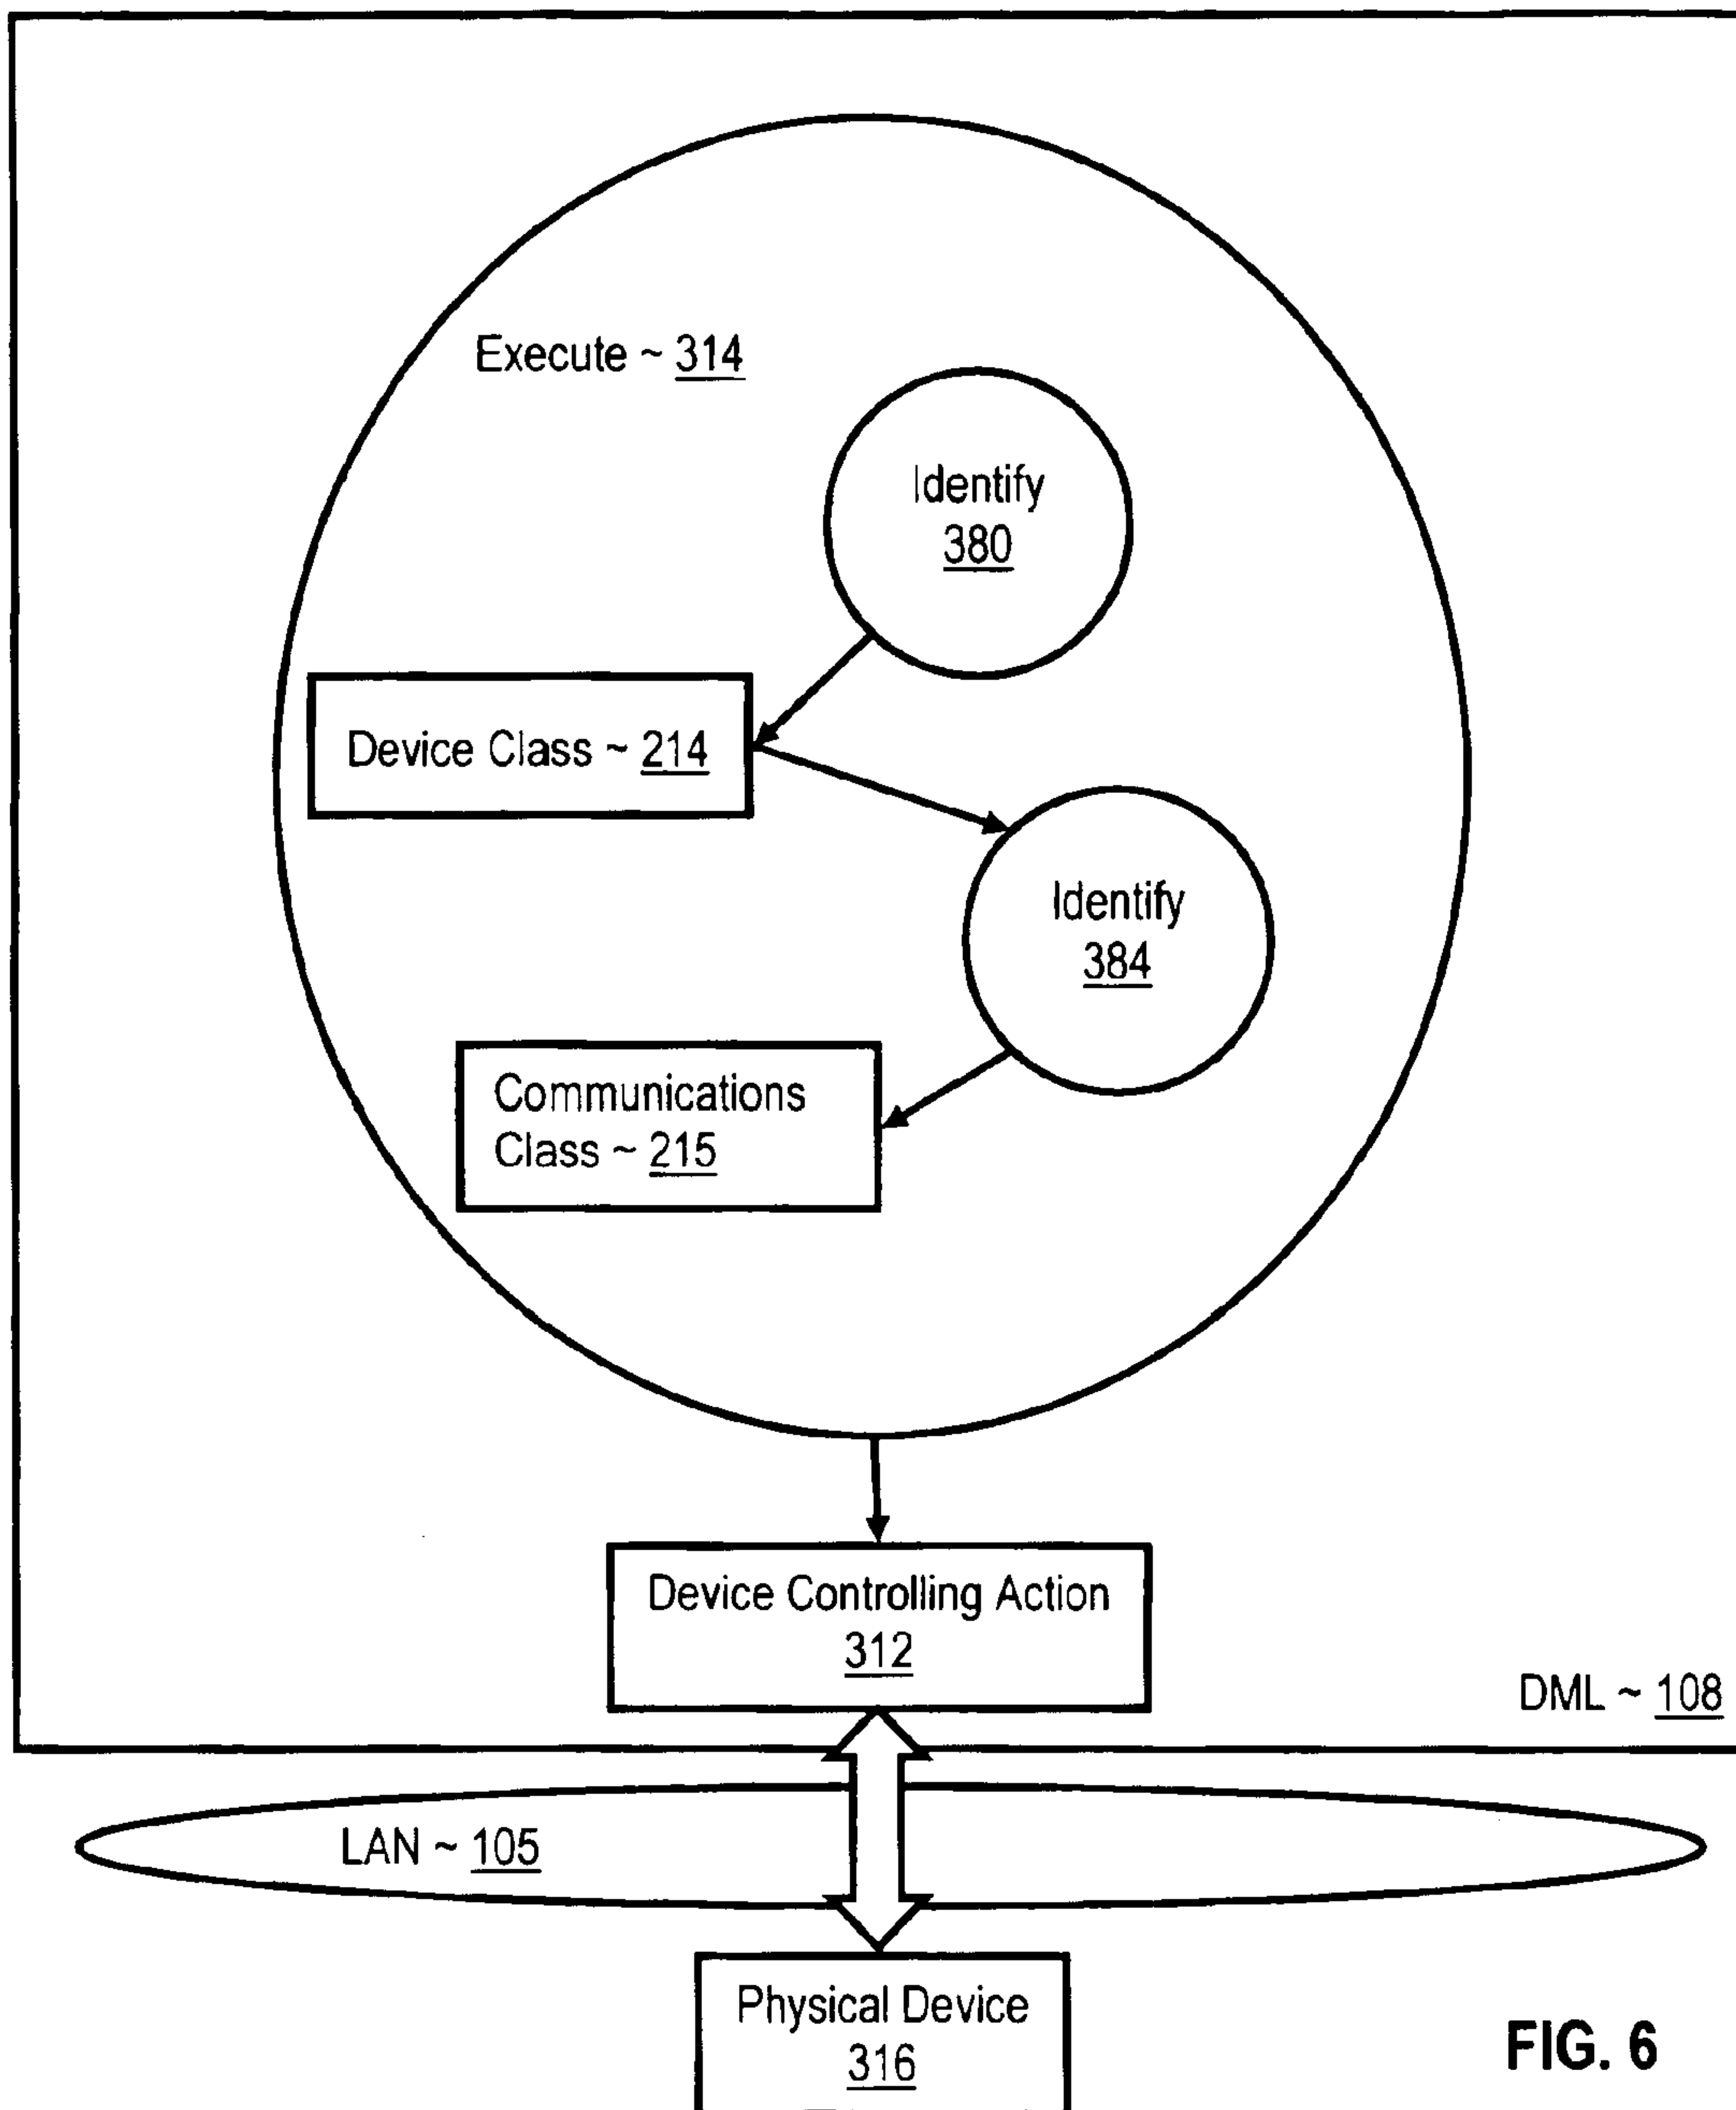 Execute ~ 314
Identify
380
Device Class ~ 214
Identify
384
Communications
Class ~ 215
Device Controlling Action
312
DML ~ 108
LAN ~ 105
Physical Device
316
FIG. 6